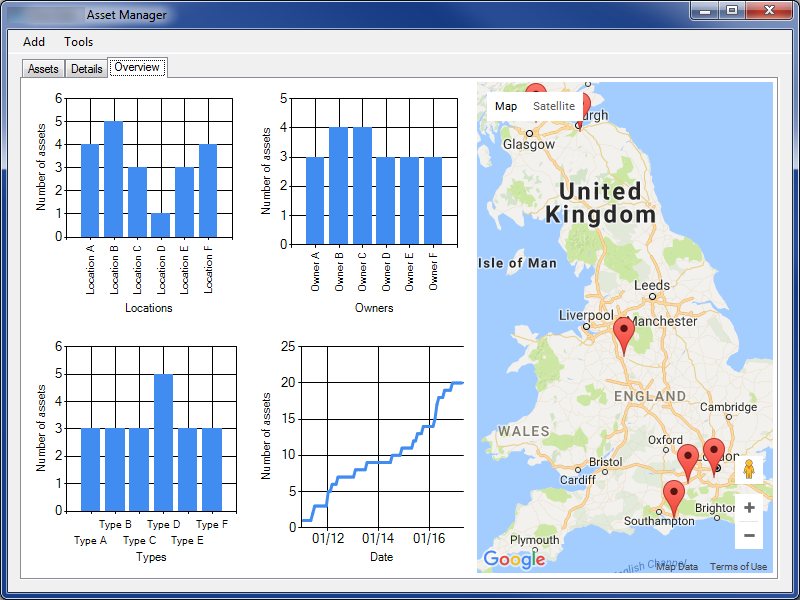 Asset Manager
Add Tools
Assets Details Overview
6
5
4
3
2
1
0
Number of assets
Location A
Location B
Location C
Location D
Location E
Location F
Locations
5
4
3
2
1
0
Number of assets
Owner A
Owner B
Owner C
Owner D
Owner E
Owner F
Owners
6
5
4
3
2
1
0
Number of assets
Type B Type D Type F
Type A Type C Type E
Types
25
20
15
10
5
0
Number of assets
01/12 01/14 01/16
Date
Map Satellite
urgh
Glasgow
United
Kingdom
Isle of Man
Leeds
Liverpool
Manchester
ENGLAND
Cambridge
WALES
Oxford
London
Bristol
Cardiff
Southampton
Brighton
Plymouth
Google
English Channel
Map Data Terms of Use